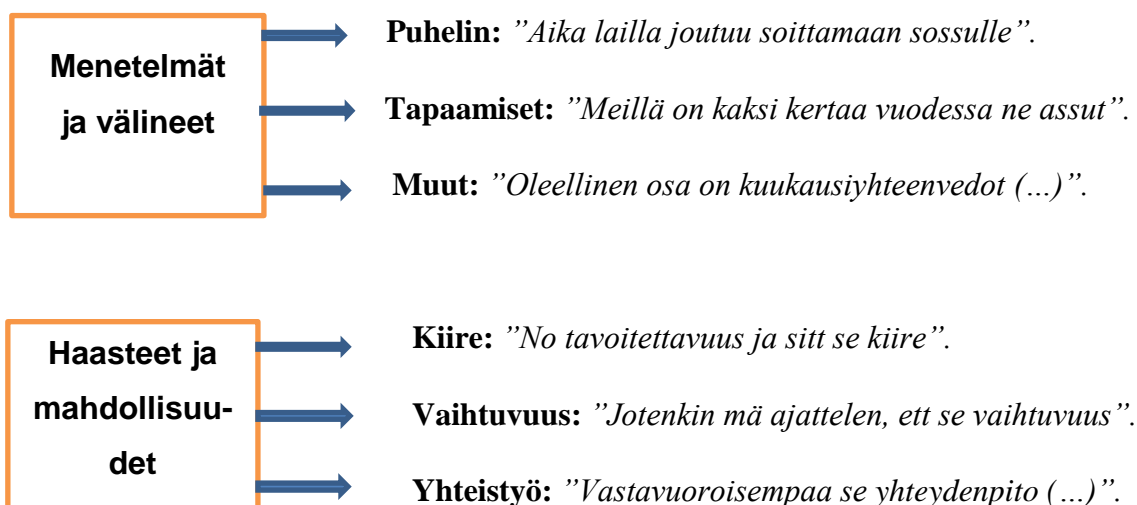 Menetelmät
ja välineet
Puhelin: ”Aika lailla joutuu soittamaan sossulle”.
Tapaamiset: ”Meillä on kaksi kertaa vuodessa ne assut”.
Muut: ”Oleellinen osa on kuukausiyhteenvedot (…)”.
Haasteet ja
mahdollisuu-
det
Kiire: ”No tavoitettavuus ja sitt se kiire”.
Vaihtuvuus: ”Jotenkin mä ajattelen, ett se vaihtuvuus”.
Yhteistyö: ”Vastavuoroisempaa se yhteydenpito (…)”.